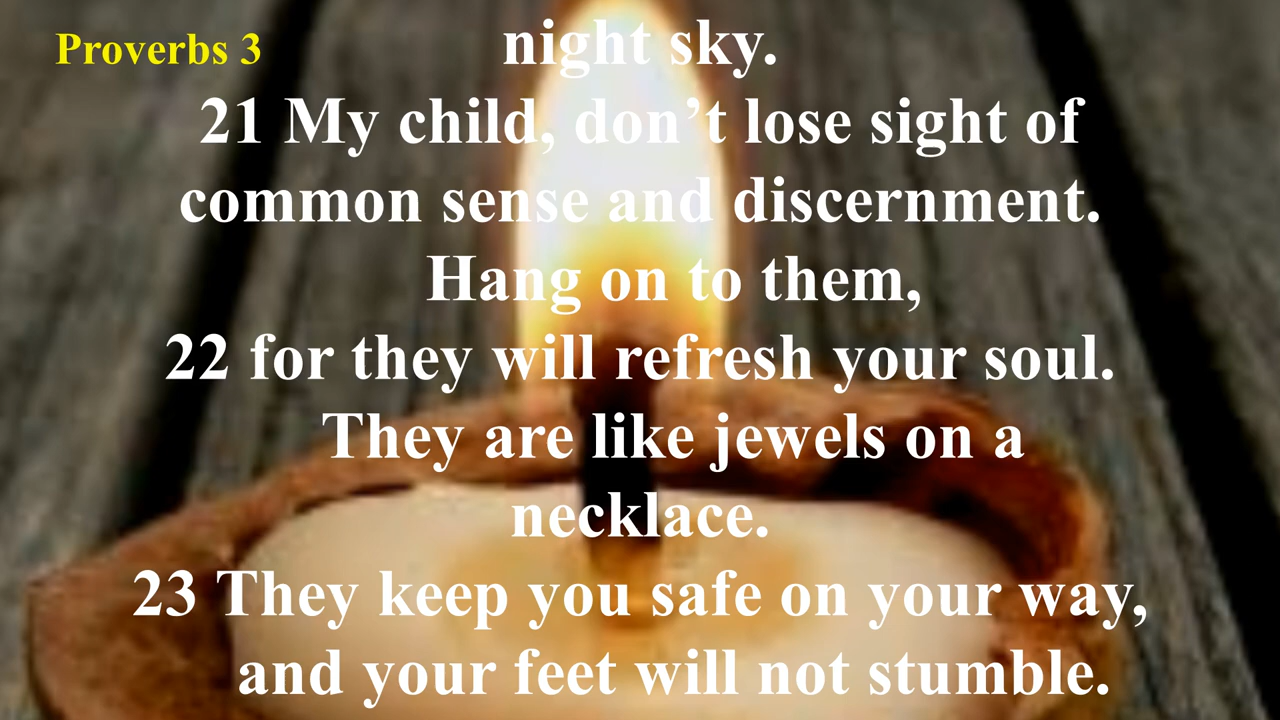 Proverbs 3
night sky.
21 My child, don’t lose sight of
common sense and discernment.
Hang on to them,
22 for they will refresh your soul.
They are like jewels on a
necklace.
23 They keep you safe on your way,
and your feet will not stumble.